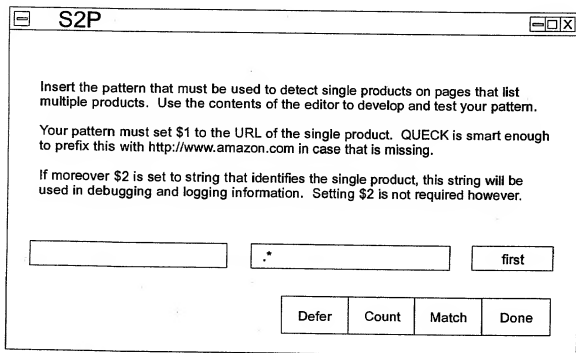 S2P
Insert the pattern that must be used to detect single products on pages that list
multiple products. Use the contents of the editor to develop and test your pattern.
Your pattern must set $1 to the URL of the single product. QUECK is smart enough
to prefix this with http://www.amazon.com in case that is missing.
If moreover $2 is set to string that identifies the single product, this string will be
used in debugging and logging information. Setting $2 is not required however.
.* first
Defer Count Match Done